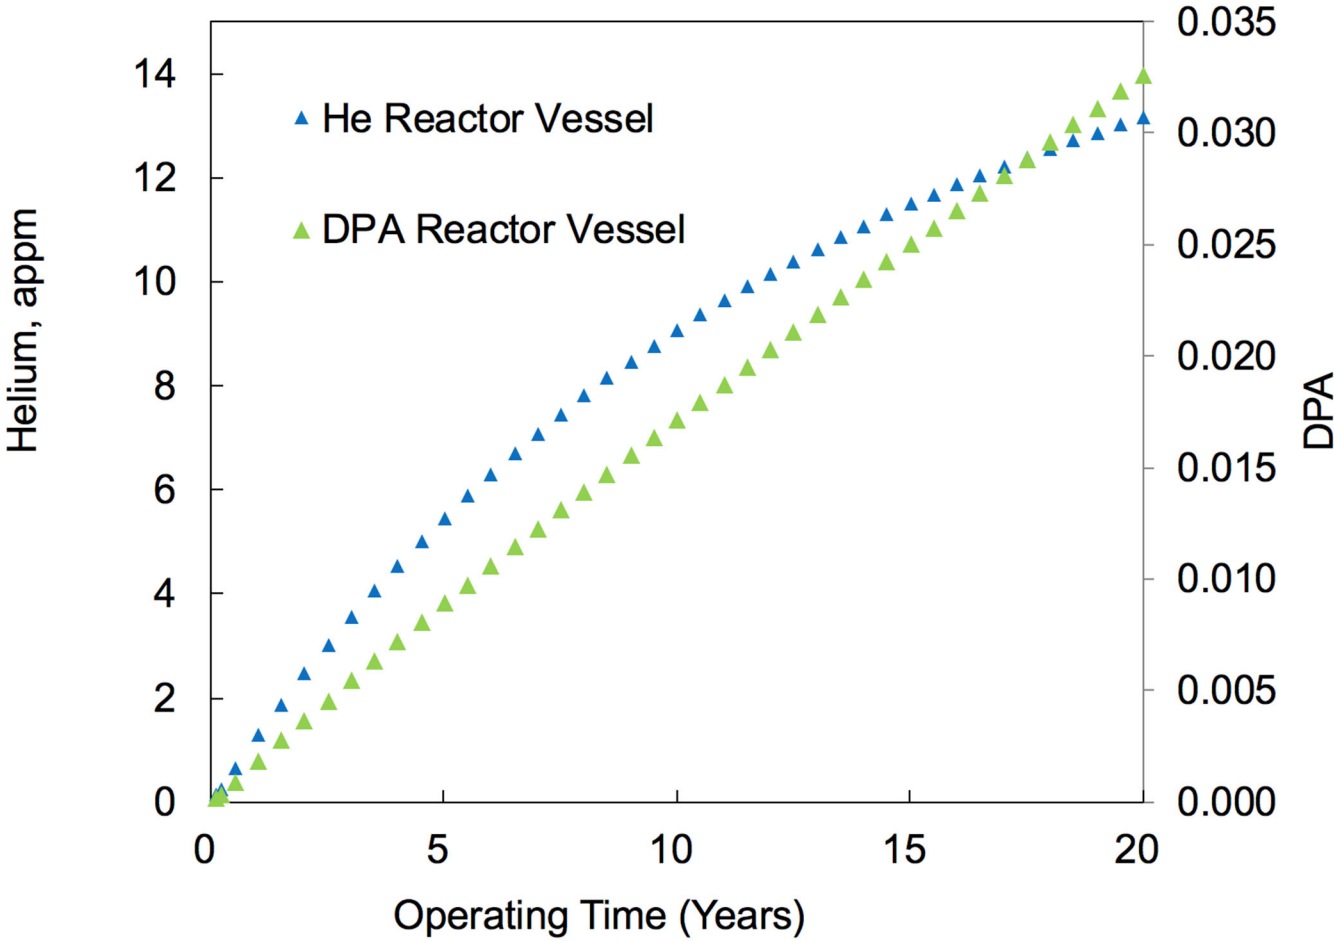 He Reactor Vessel
DPA Reactor Vessel
Helium, appm
14
12
10
8
6
4
2
0
0.035
0.030
0.025
0.020
0.015
0.010
0.005
0.000
DPA
0 5 10 15 20
Operating Time (Years)